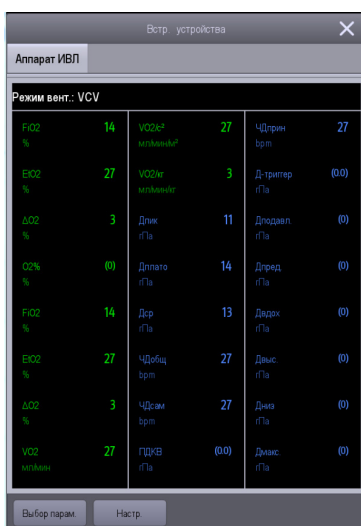 Встр. устройства
Аппарат ИВЛ
Режим вент.: VCV
FiO2 14
%
EtO2 27
%
ΔO2 3
%
O2% (0)
%
FiO2 14
%
EtO2 27
%
ΔO2 3
%
VO2 27
мл/мин
VO2/с² 27
мл/мин/м²
VO2/кг 3
мл/мин/кг
Дпик 11
гПа
Дплато 14
гПа
Дср 13
гПа
ЧДобщ 27
bpm
ЧДсам 27
bpm
ПДКВ (0.0)
гПа
ЧДприн 27
bpm
Д-триггер (0.0)
гПа
Дподавл. (0)
гПа
Дпред. (0)
гПа
Двдох (0)
гПа
Двыс. (0)
гПа
Дниз (0)
гПа
Дмакс. (0)
гПа
Выбор парам. Настр.